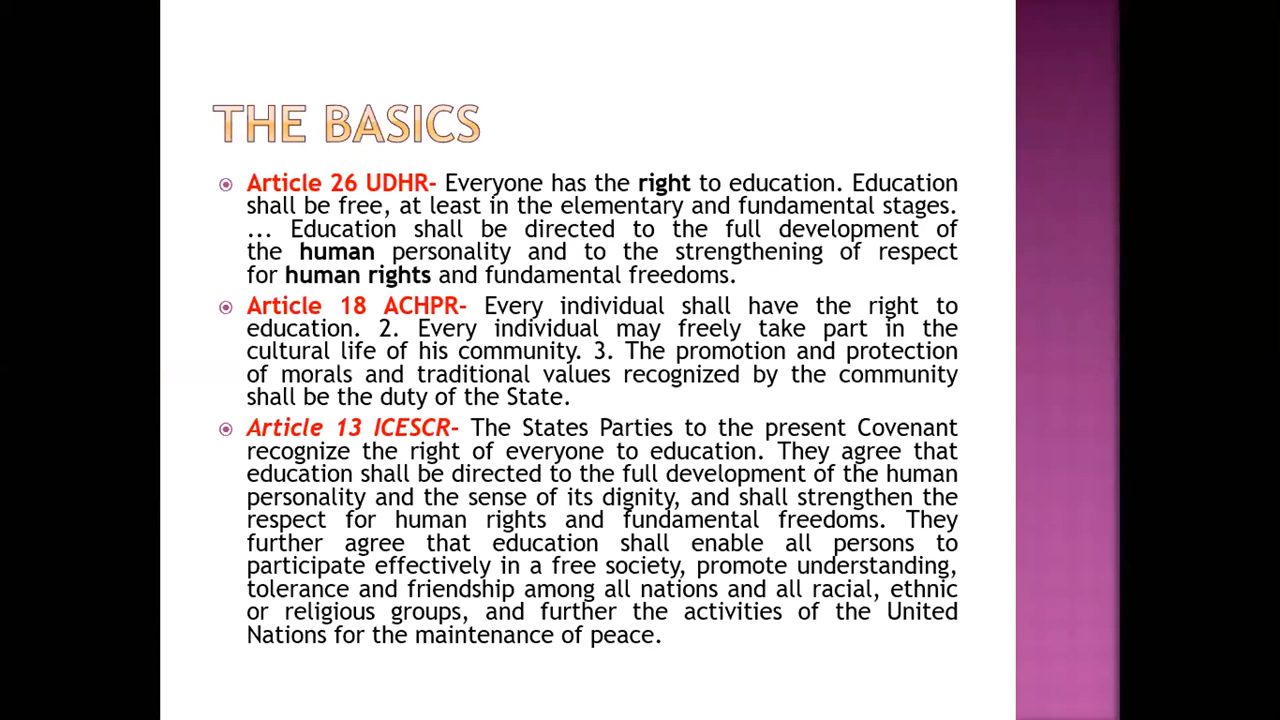 THE BASICS
Article 26 UDHR- Everyone has the right to education. Education
shall be free, at least in the elementary and fundamental stages.
... Education shall be directed to the full development of
the human personality and to the strengthening of respect
for human rights and fundamental freedoms.
Article 18 ACHPR- Every individual shall have the right to
education. 2. Every individual may freely take part in the
cultural life of his community. 3. The promotion and protection
of morals and traditional values recognized by the community
shall be the duty of the State.
Article 13 ICESCR- The States Parties to the present Covenant
recognize the right of everyone to education. They agree that
education shall be directed to the full development of the human
personality and the sense of its dignity, and shall strengthen the
respect for human rights and fundamental freedoms. They
further agree that education shall enable all persons to
participate effectively in a free society, promote understanding,
tolerance and friendship among all nations and all racial, ethnic
or religious groups, and further the activities of the United
Nations for the maintenance of peace.